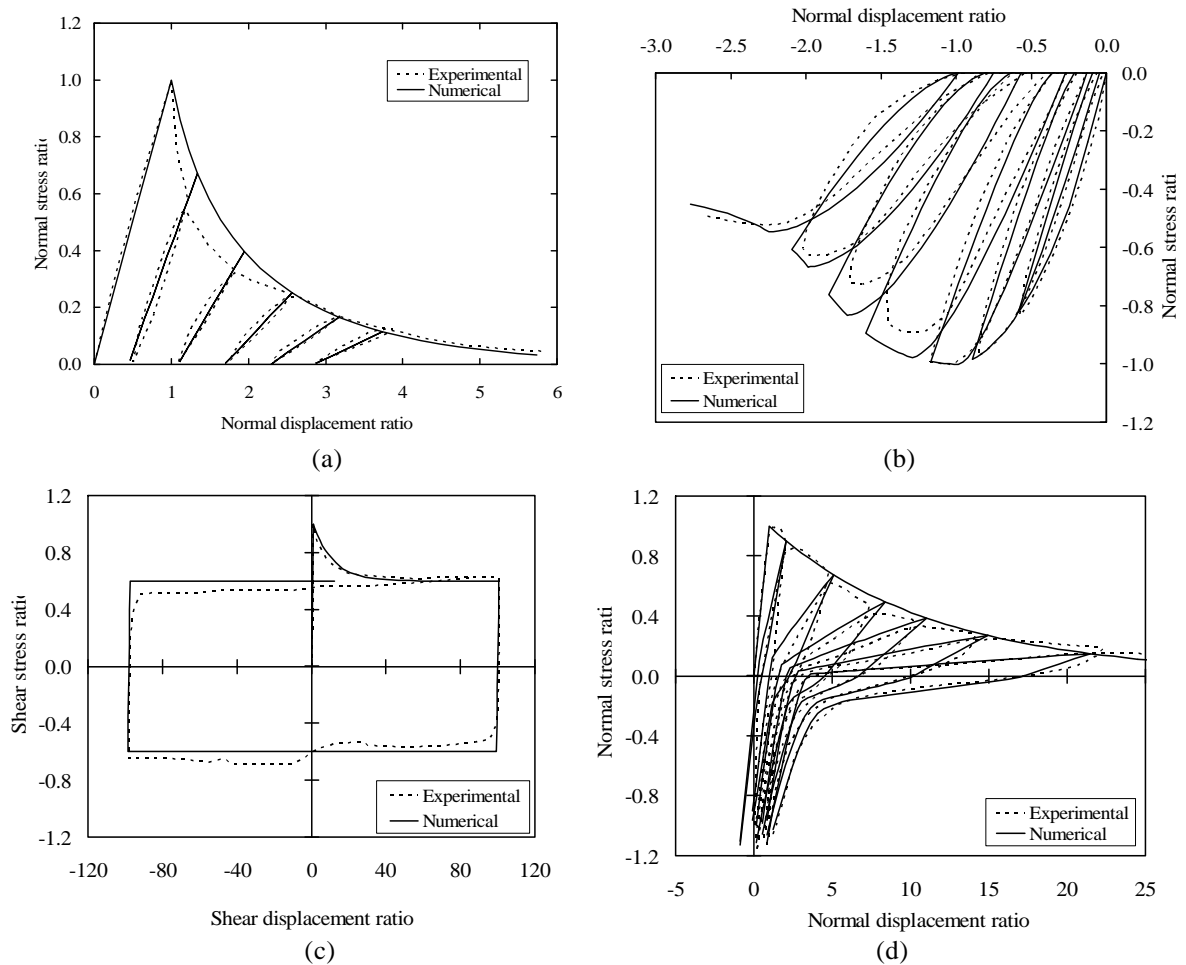 1.2
1.0
0.8
0.6
0.4
0.2
0.0
Normal stress ratio
Experimental
Numerical
0 1 2 3 4 5 6
Normal displacement ratio
(a)
Normal displacement ratio
-3.0 -2.5 -2.0 -1.5 -1.0 -0.5 0.0
0.0
-0.2
-0.4
-0.6
-0.8
-1.0
-1.2
Normal stress rati
Experimental
Numerical
(b)
1.2
0.8
0.4
0.0
-0.4
-0.8
-1.2
Shear stress ratio
Experimental
Numerical
-120 -80 -40 0 40 80 120
Shear displacement ratio
(c)
1.2
0.8
0.4
0.0
-0.4
-0.8
-1.2
Normal stress rati
Experimental
Numerical
-5 0 5 10 15 20 25
Normal displacement ratio
(d)